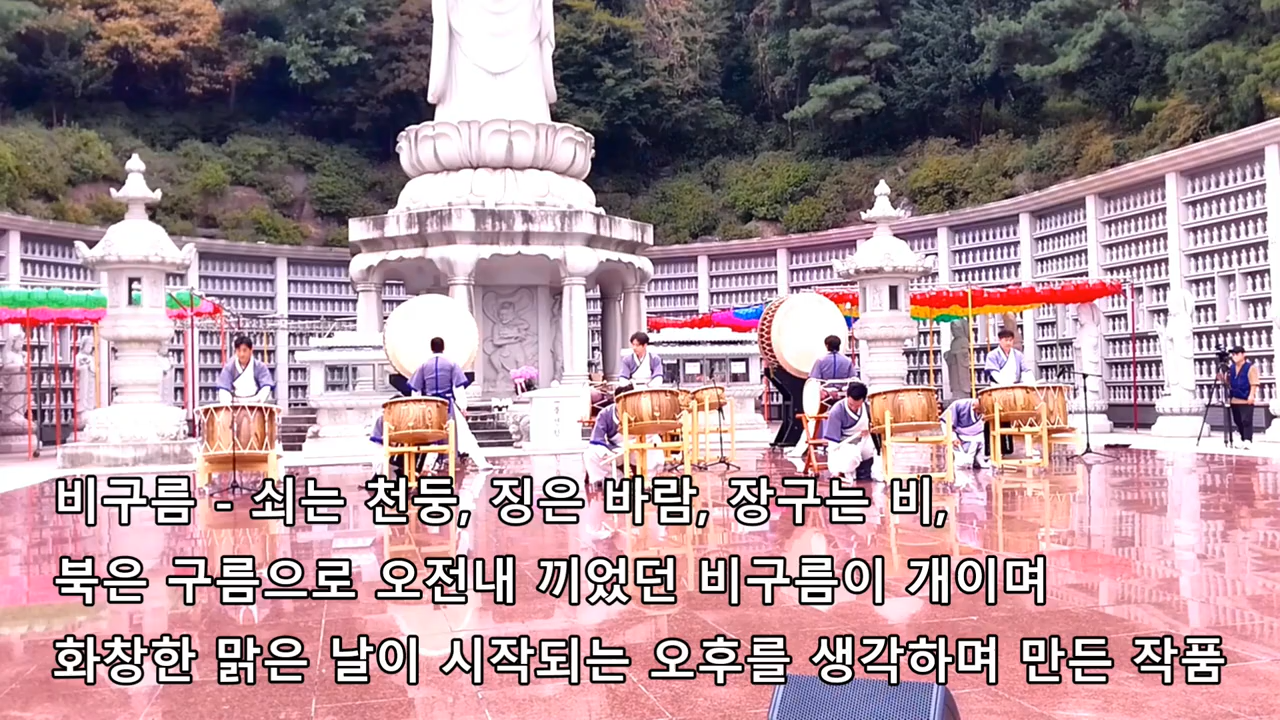 비구름 - 쇠는 천둥, 징은 바람, 장구는 비,
북은 구름으로 오전내 끼었던 비구름이 개이며
화창한 맑은 날이 시작되는 오후를 생각하며 만든 작품